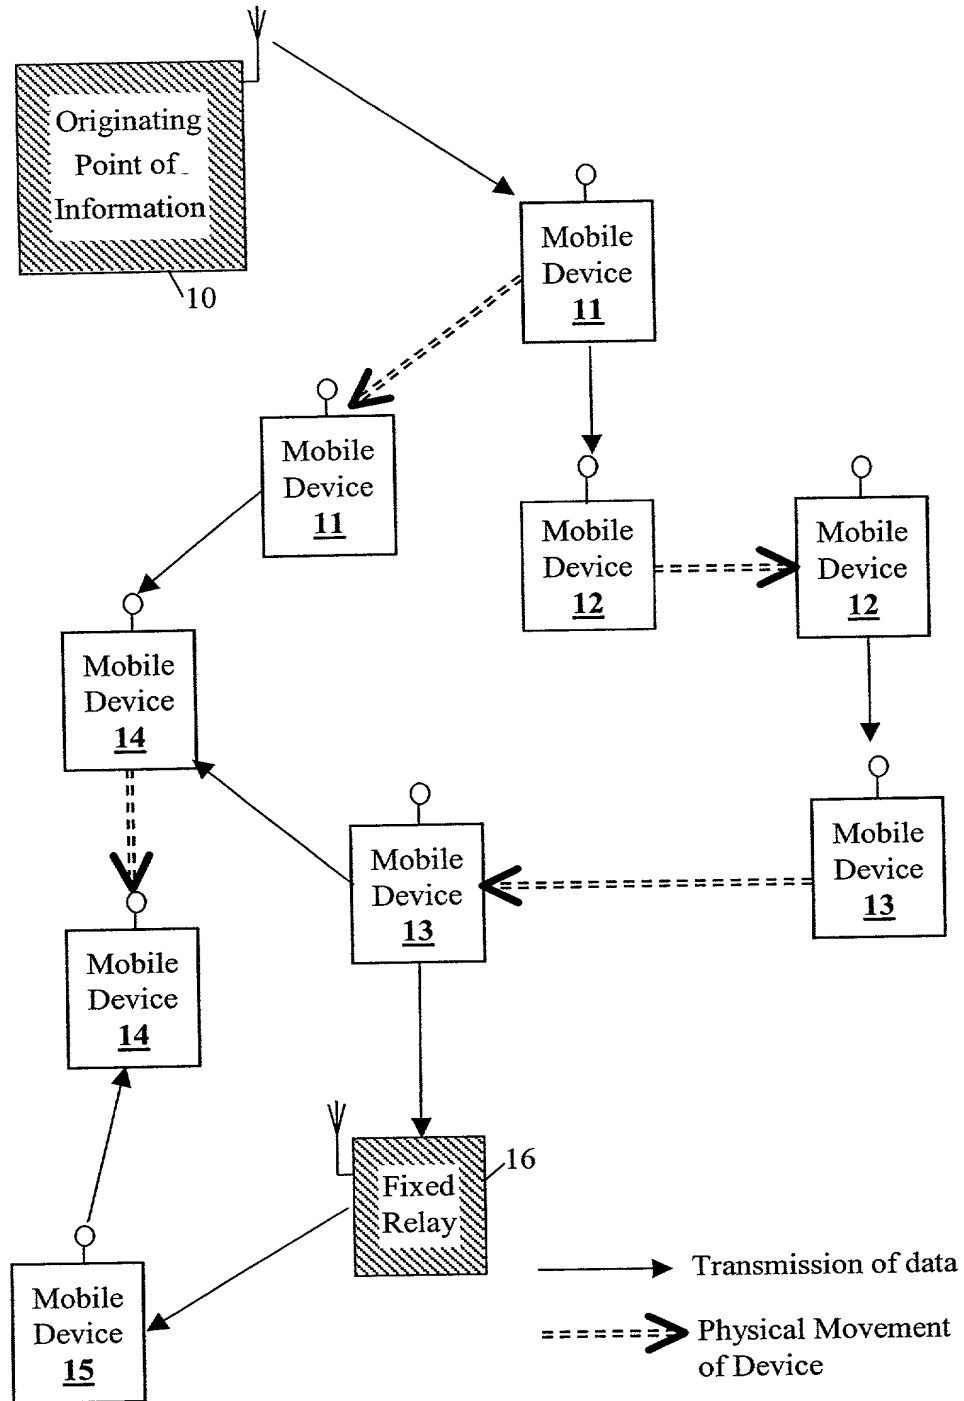 Originating
Point of
Information
10
Mobile
Device
11
Mobile
Device
11
Mobile
Device
12
Mobile
Device
12
Mobile
Device
14
Mobile
Device
13
Mobile
Device
13
Mobile
Device
14
16
Fixed
Relay
Mobile
Device
15
Transmission of data
Physical Movement
of Device